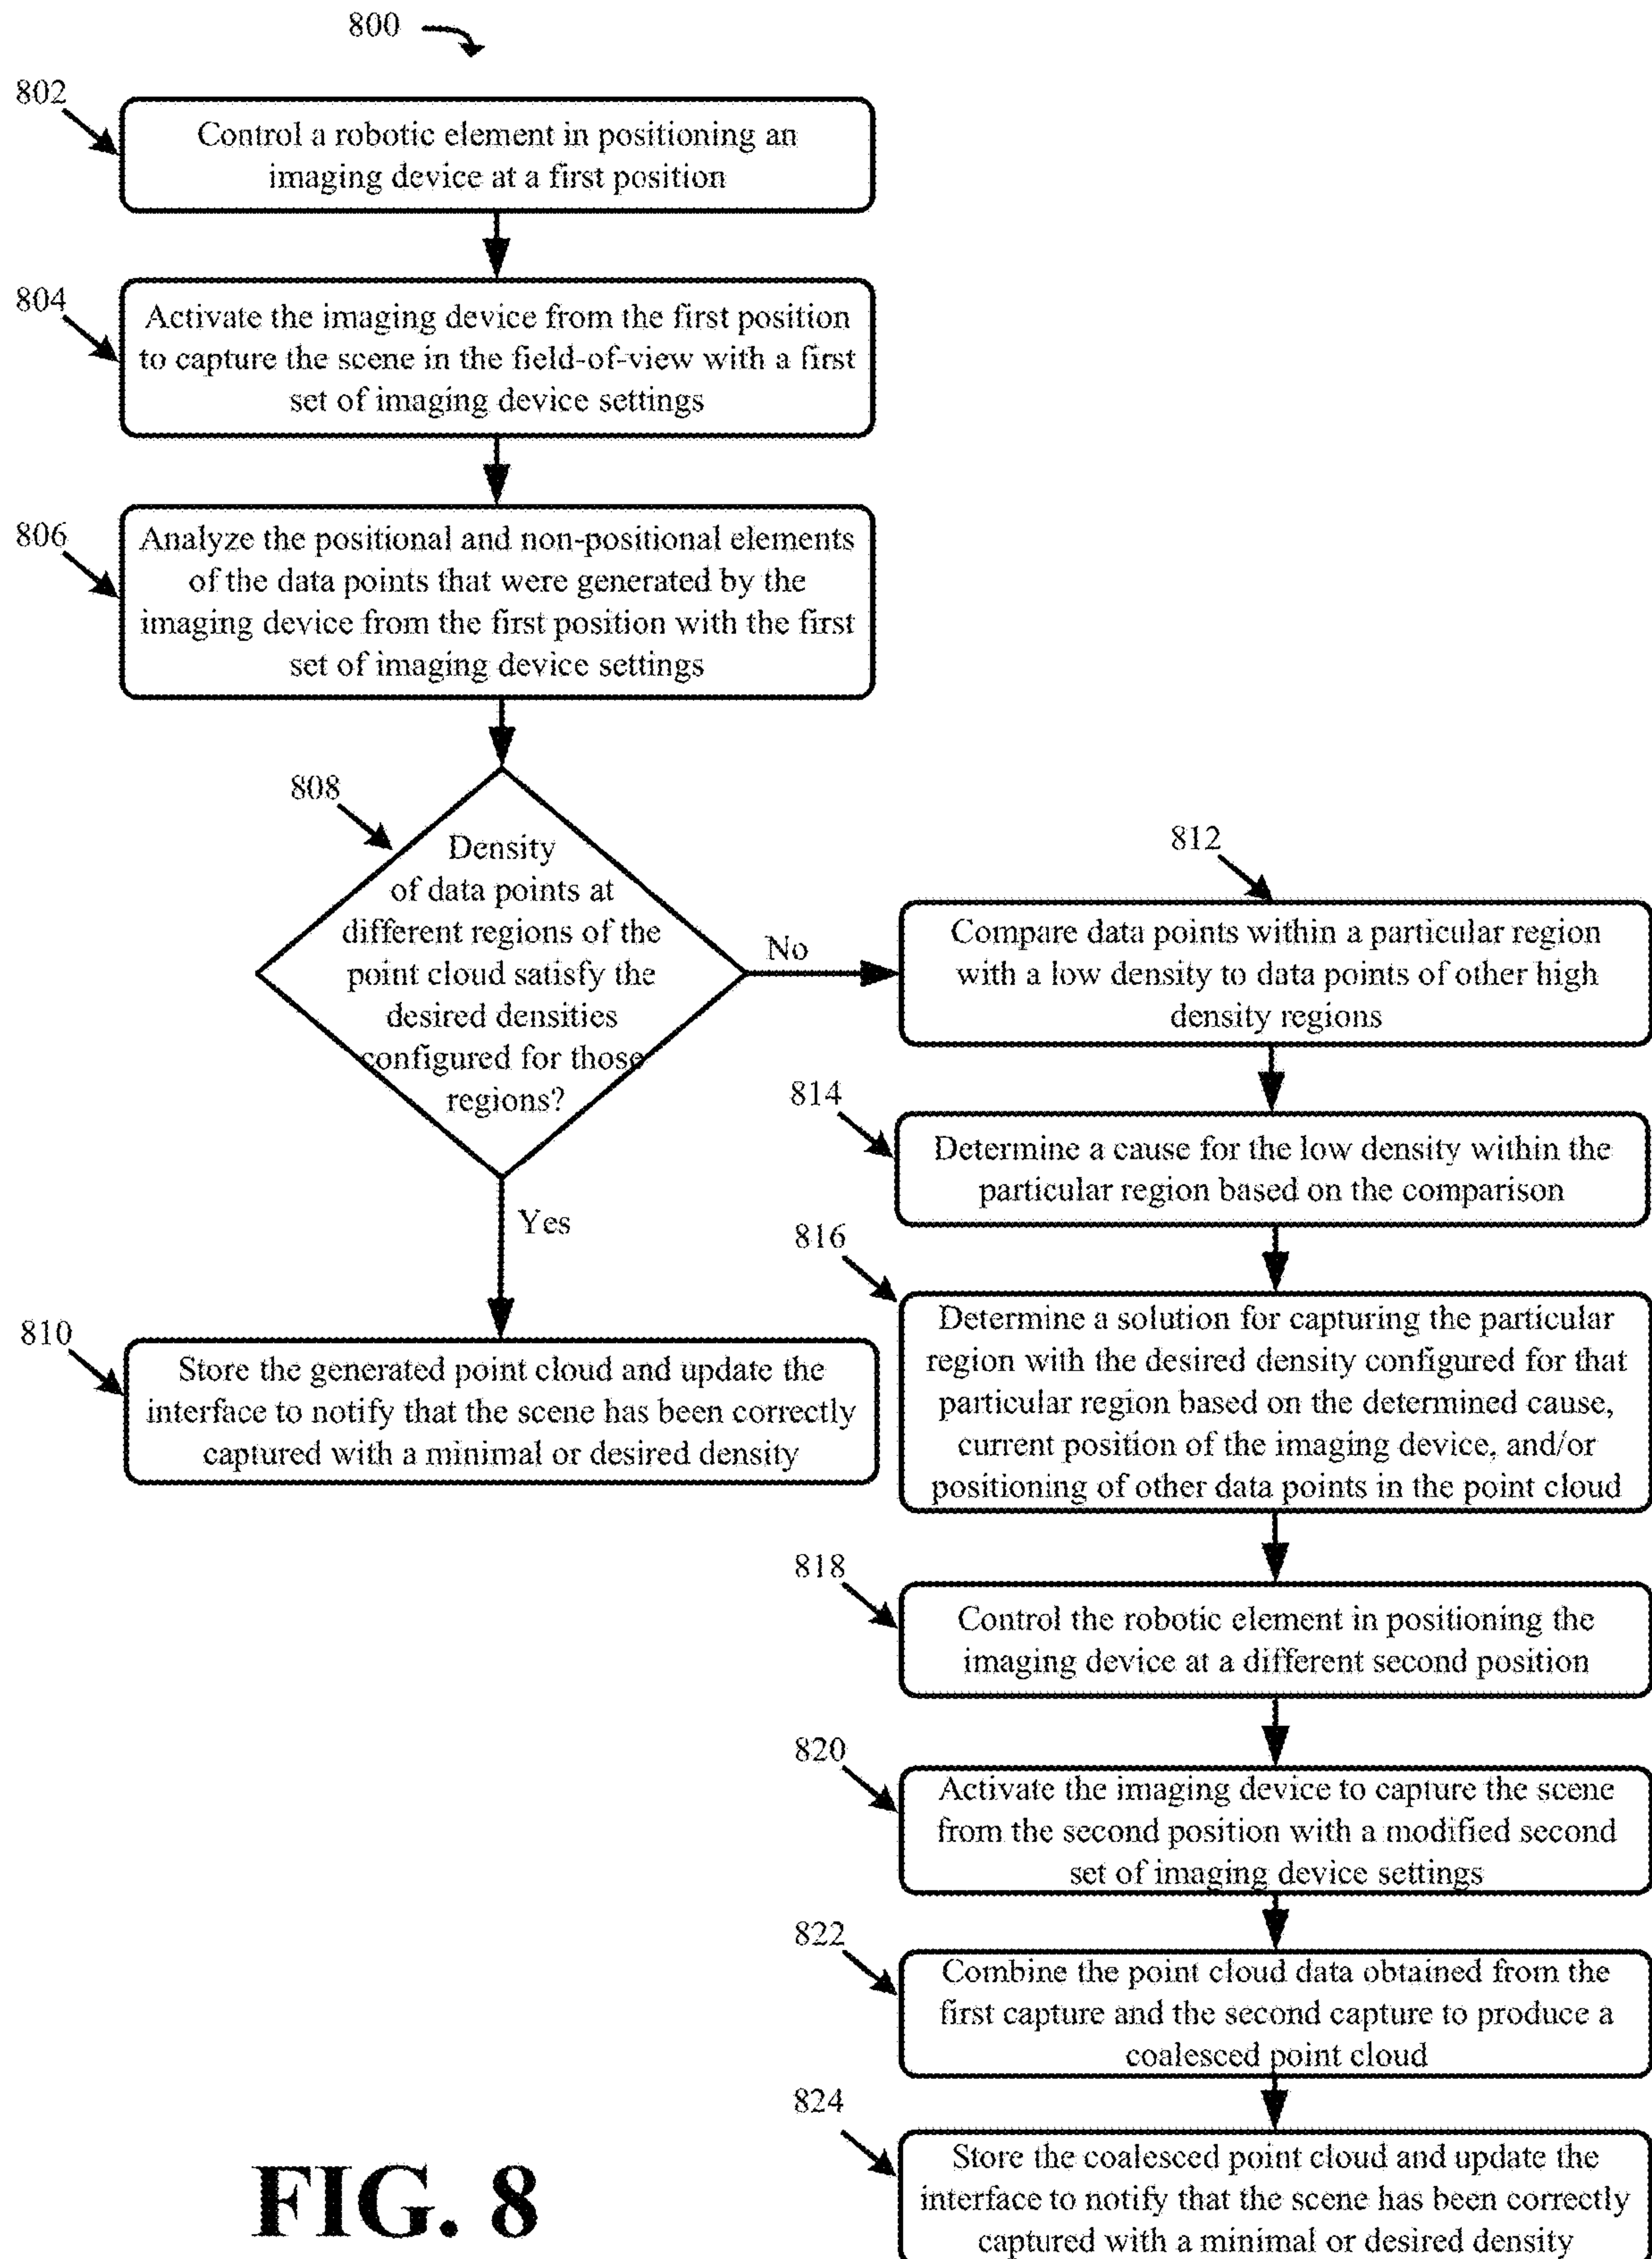 800
802
Control a robotic element in positioning an
imaging device at a first position
804
Activate the imaging device from the first position
to capture the scene in the field-of-view with a first
set of imaging device settings
806
Analyze the positional and non-positional elements
of the data points that were generated by the
imaging device from the first position with the first
set of imaging device settings
808
Density
of data points at
different regions of the
point cloud satisfy the
desired densities
configured for those
regions?
No
Yes
810
Store the generated point cloud and update the
interface to notify that the scene has been correctly
captured with a minimal or desired density
812
Compare data points within a particular region
with a low density to data points of other high
density regions
814
Determine a cause for the low density within the
particular region based on the comparison
816
Determine a solution for capturing the particular
region with the desired density configured for that
particular region based on the determined cause,
current position of the imaging device, and/or
positioning of other data points in the point cloud
818
Control the robotic element in positioning the
imaging device at a different second position
820
Activate the imaging device to capture the scene
from the second position with a modified second
set of imaging device settings
822
Combine the point cloud data obtained from the
first capture and the second capture to produce a
coalesced point cloud
824
Store the coalesced point cloud and update the
interface to notify that the scene has been correctly
captured with a minimal or desired density
FIG. 8